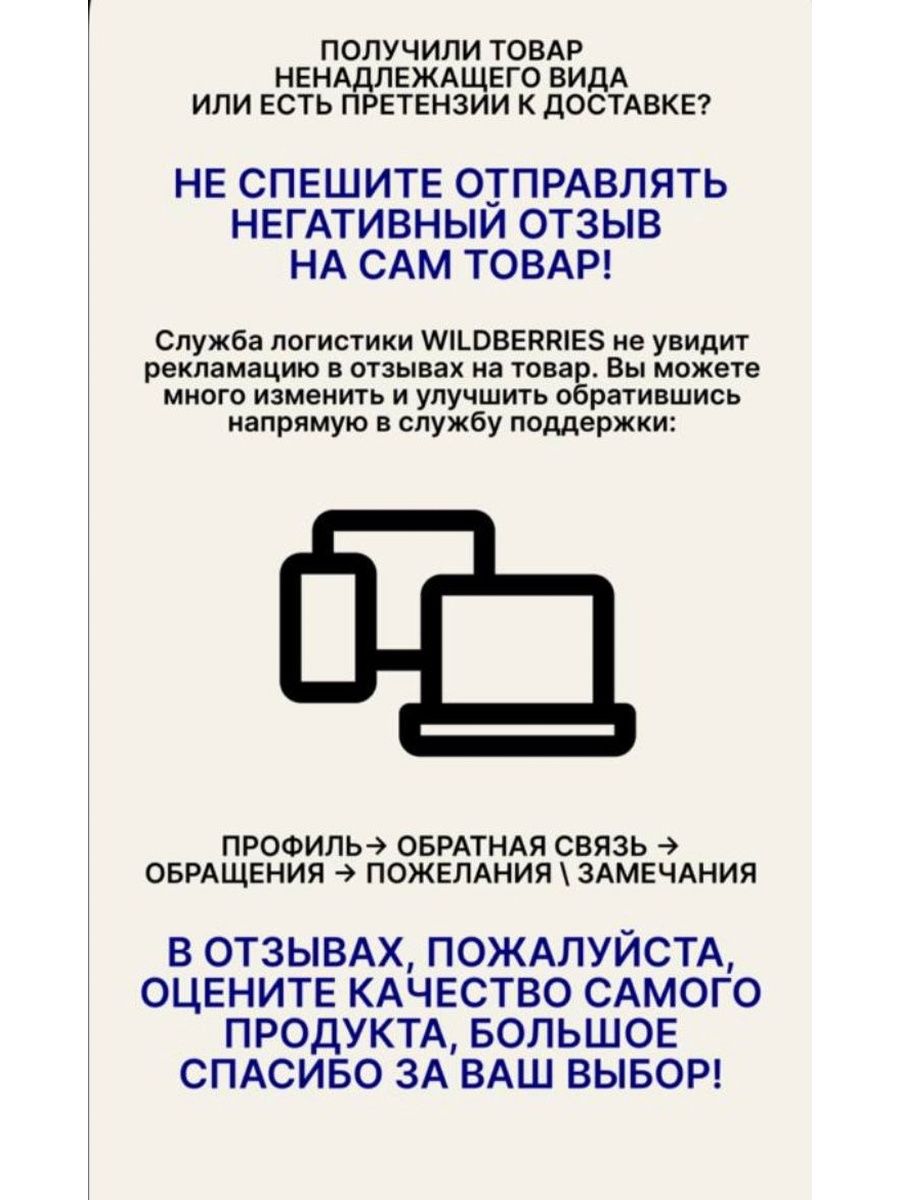 ПОЛУЧИЛИ ТОВАР
НЕНАДЛЕЖАЩЕГО ВИДА
ИЛИ ЕСТЬ ПРЕТЕНЗИИ К ДОСТАВКЕ?
НЕ СПЕШИТЕ ОТПРАВЛЯТЬ
НЕГАТИВНЫЙ ОТЗЫВ
НА САМ ТОВАР!
Служба логистики WILDBERRIES не увидит
рекламацию в отзывах на товар. Вы можете
много изменить и улучшить обратившись
напрямую в службу поддержки:
ПРОФИЛЬ→ ОБРАТНАЯ СВЯЗЬ →
ОБРАЩЕНИЯ → ПОЖЕЛАНИЯ \ ЗАМЕЧАНИЯ
В ОТЗЫВАХ, ПОЖАЛУЙСТА,
ОЦЕНИТЕ КАЧЕСТВО САМОГО
ПРОДУКТА, БОЛЬШОЕ
СПАСИБО ЗА ВАШ ВЫБОР!